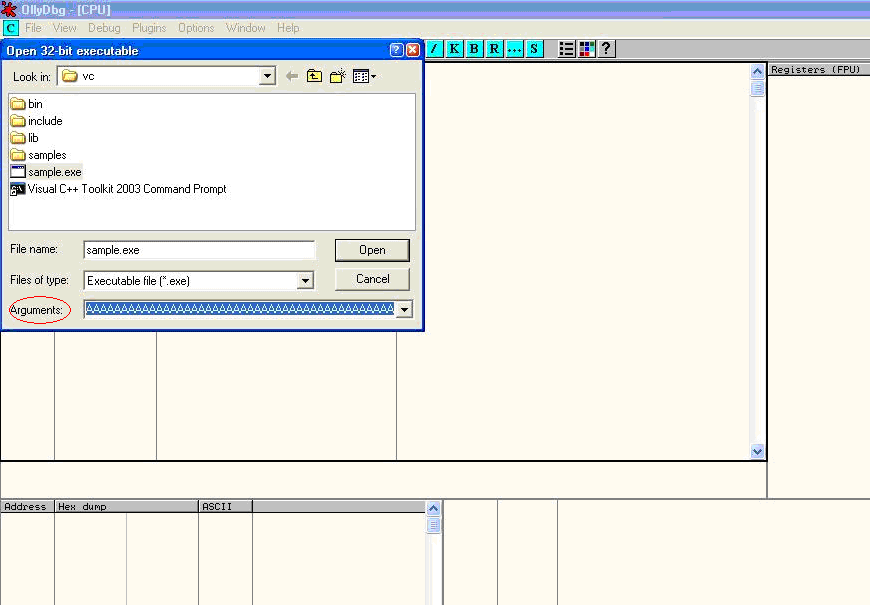 OllyDbg - [CPU]
C File View Debug Plugins Options Window Help
Open 32-bit executable
/ K B R ... S ?
Look in: vc
Registers (FPU)
bin
include
lib
samples
sample.exe
Visual C++ Toolkit 2003 Command Prompt
File name: sample.exe Open
Files of type: Executable file (*.exe) Cancel
Arguments: AAAAAAAAAAAAAAAAAAAAAAAAAAAAAAAAAAAAAAAAAAAA
Address Hex dump ASCII